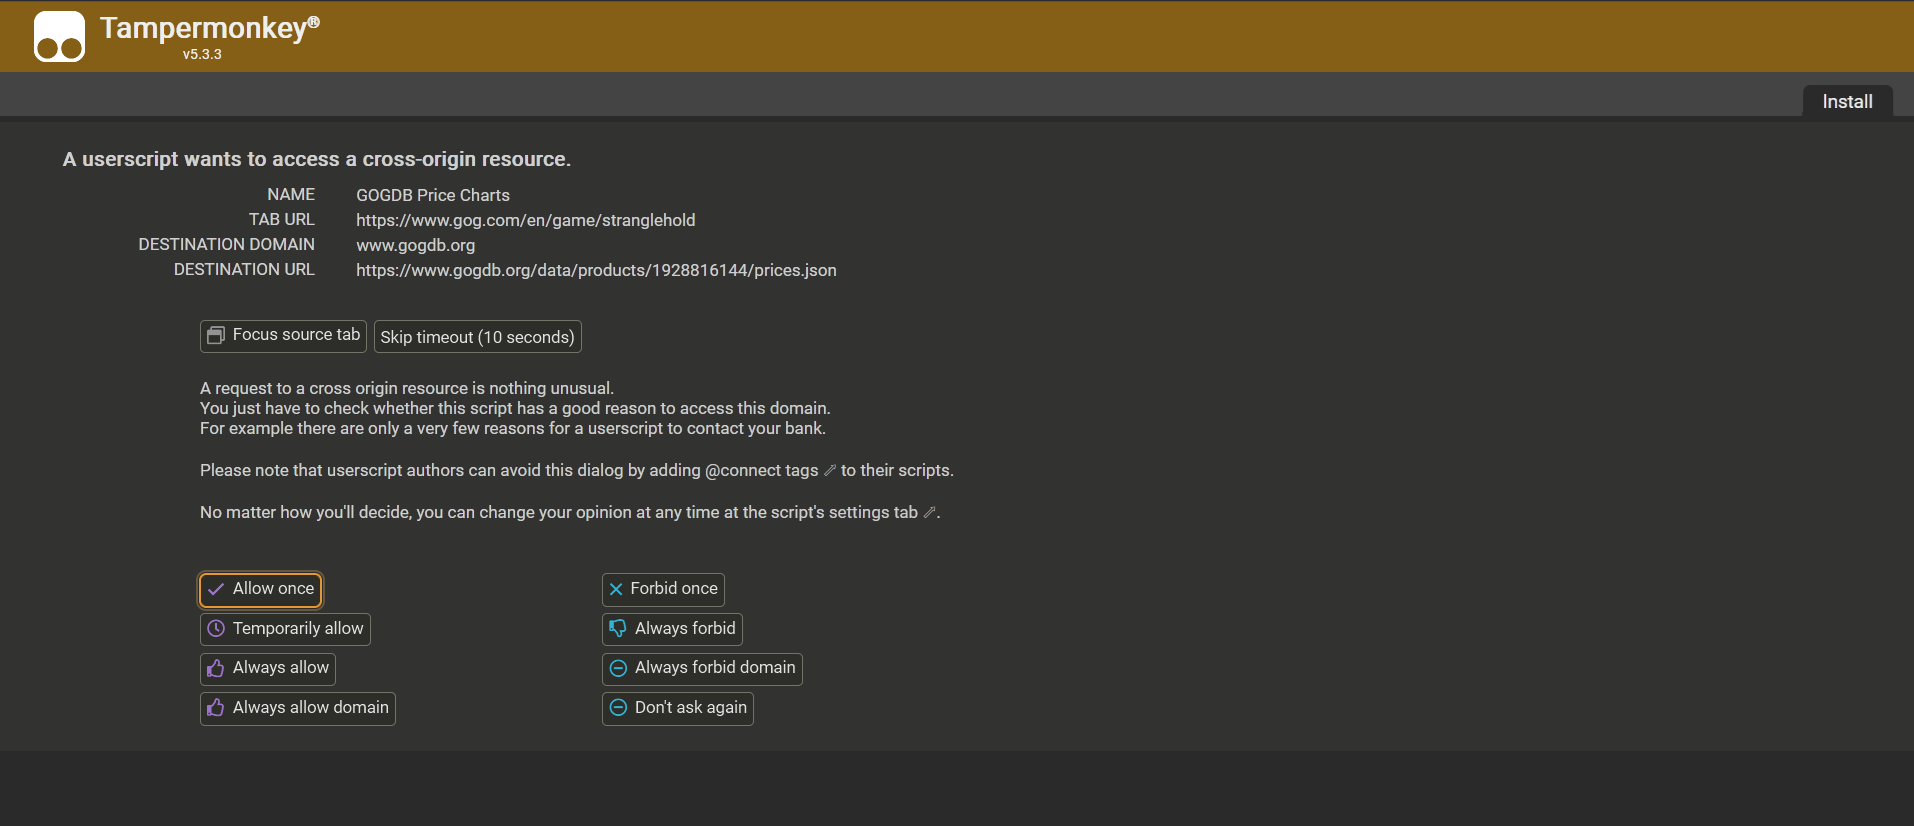 Tampermonkey®
v5.3.3
Install
A userscript wants to access a cross-origin resource.
NAME GOGDB Price Charts
TAB URL https://www.gog.com/en/game/stranglehold
DESTINATION DOMAIN www.gogdb.org
DESTINATION URL https://www.gogdb.org/data/products/1928816144/prices.json
Focus source tab Skip timeout (10 seconds)
A request to a cross origin resource is nothing unusual.
You just have to check whether this script has a good reason to access this domain.
For example there are only a very few reasons for a userscript to contact your bank.
Please note that userscript authors can avoid this dialog by adding @connect tags to their scripts.
No matter how you'll decide, you can change your opinion at any time at the script's settings tab .
Allow once Forbid once
Temporarily allow Always forbid
Always allow Always forbid domain
Always allow domain Don't ask again